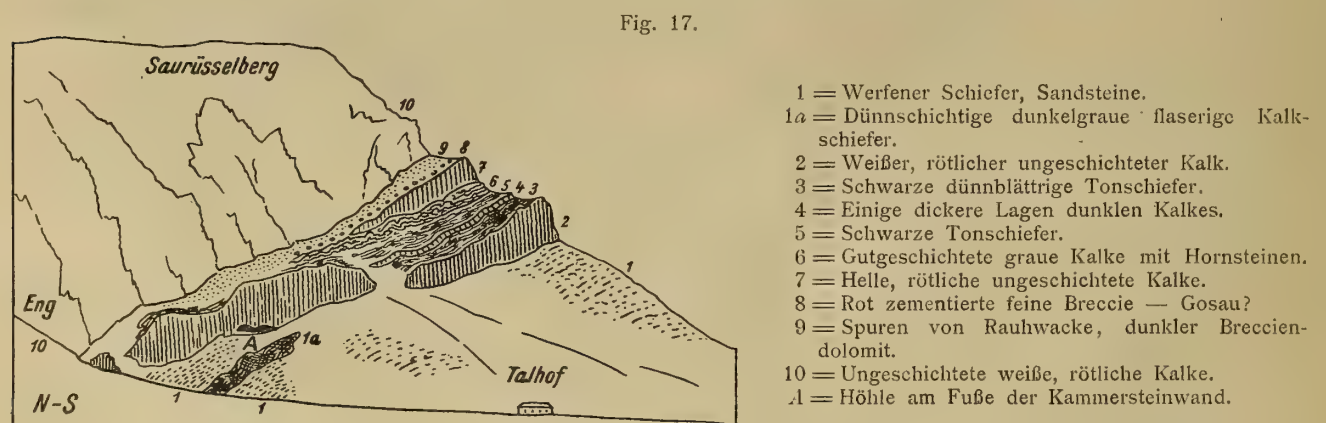 Fig. 17.
Saurüsselberg
10
9 8
7
6 5 4 3
2
1
Eng
10
A
1a
Talhof
N-S
1
1
1 = Werfener Schiefer, Sandsteine.
1a = Dünnschichtige dunkelgraue flaserige Kalk-
schiefer.
2 = Weißer, rötlicher ungeschichteter Kalk.
3 = Schwarze dünnblättrige Tonschiefer.
4 = Einige dickere Lagen dunklen Kalkes.
5 = Schwarze Tonschiefer.
6 = Gutgeschichtete graue Kalke mit Hornsteinen.
7 = Helle, rötliche ungeschichtete Kalke.
8 = Rot zementierte feine Breccie — Gosau?
9 = Spuren von Rauhwacke, dunkler Breccien-
dolomit.
10 = Ungeschichtete weiße, rötliche Kalke.
A = Höhle am Fuße der Kammersteinwand.